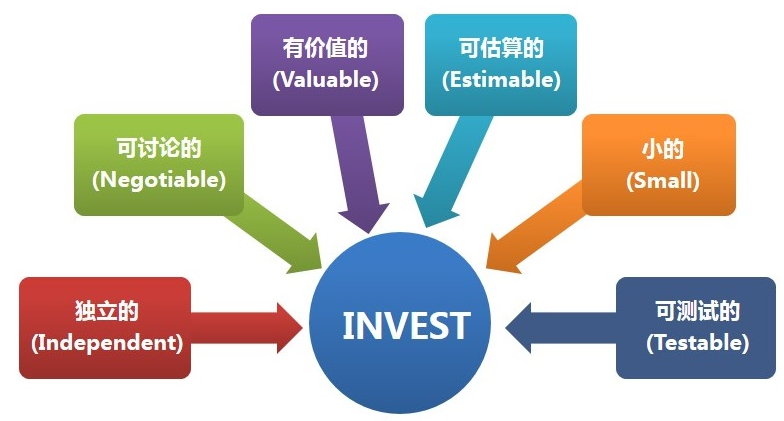 有价值的
(Valuable)
可估算的
(Estimable)
可讨论的
(Negotiable)
小的
(Small)
独立的
(Independent)
INVEST
可测试的
(Testable)